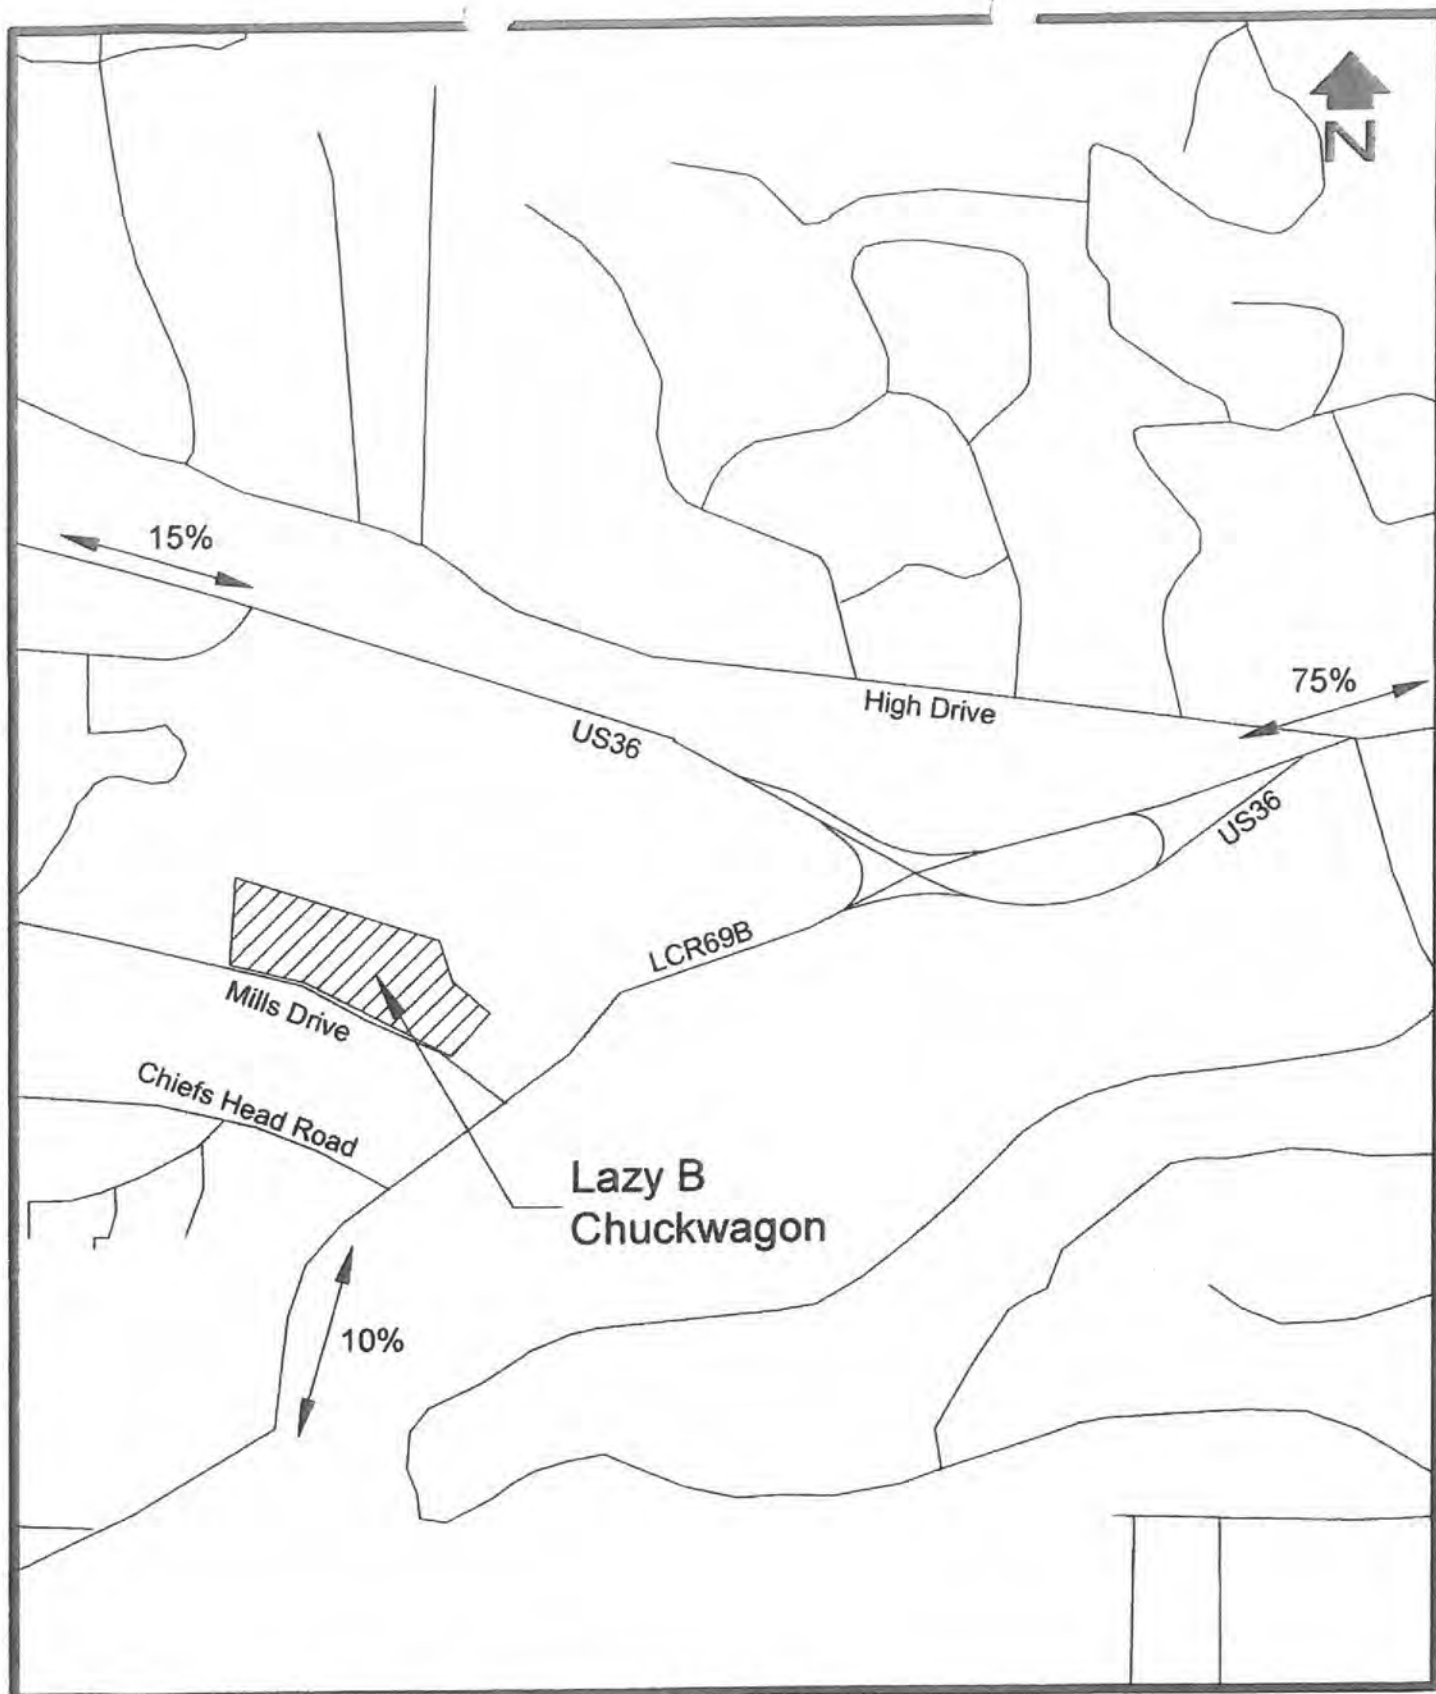 N
15%
75%
High Drive
US36
US36
LCR69B
Mills Drive
Chiefs Head Road
Lazy B
Chuckwagon
10%